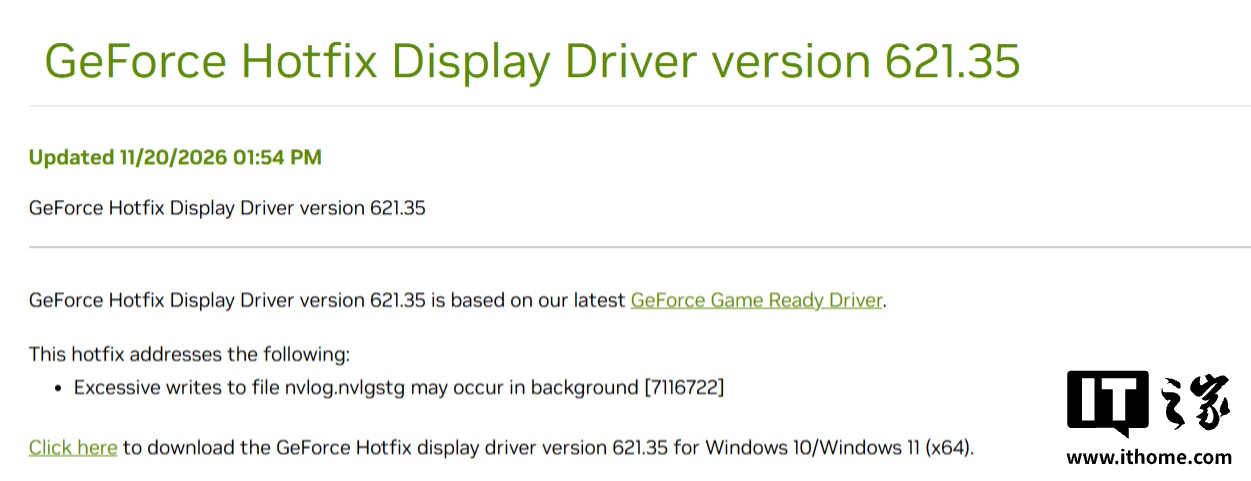 GeForce Hotfix Display Driver version 621.35
Updated 11/20/2026 01:54 PM
GeForce Hotfix Display Driver version 621.35
GeForce Hotfix Display Driver version 621.35 is based on our latest GeForce Game Ready Driver.
This hotfix addresses the following:
• Excessive writes to file nvlog.nvlgstg may occur in background [7116722]
Click here to download the GeForce Hotfix display driver version 621.35 for Windows 10/Windows 11 (x64).
IT之家
www.ithome.com